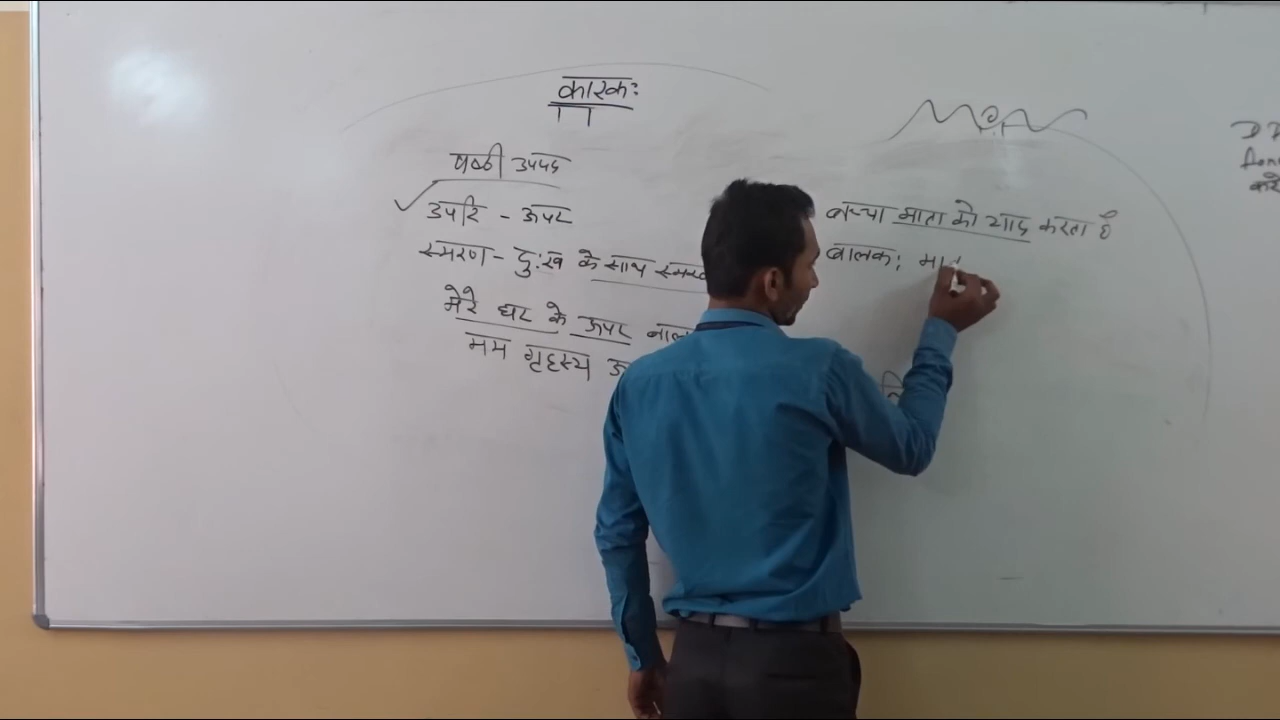 कारकः
षष्ठी उपपद
उपरि - ऊपर
स्मरण - दुःख के साथ स्मरण
मेरे घर के ऊपर
मम गृहस्य
बच्चा माता को याद करता है
बालकः